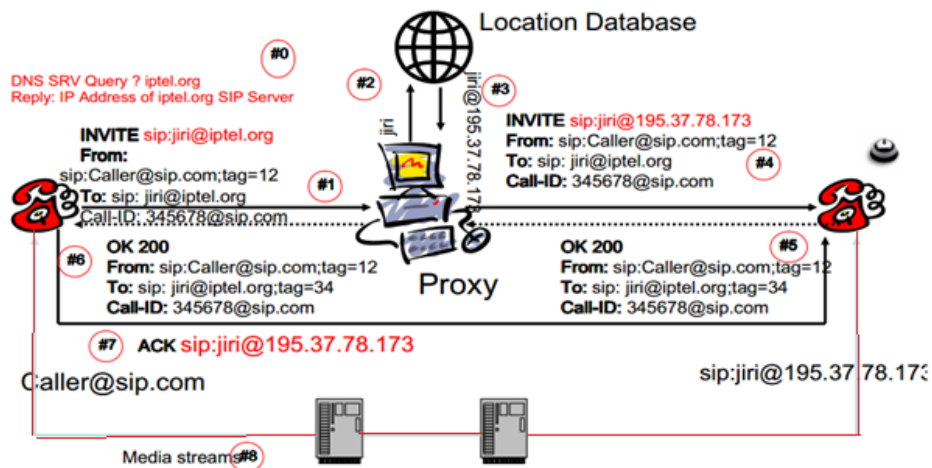 Location Database
#0
DNS SRV Query ? iptel.org
Reply: IP Address of iptel.org SIP Server
#2
#3
jiri
jiri@195.37.78.173
INVITE sip:jiri@iptel.org
From:
sip:Caller@sip.com;tag=12
To: sip: jiri@iptel.org
Call-ID: 345678@sip.com
#1
INVITE sip:jiri@195.37.78.173
From: sip:Caller@sip.com;tag=12
To: sip: jiri@iptel.org
Call-ID: 345678@sip.com
#4
Proxy
#6
OK 200
From: sip:Caller@sip.com;tag=12
To: sip: jiri@iptel.org;tag=34
Call-ID: 345678@sip.com
OK 200
From: sip:Caller@sip.com;tag=12
To: sip: jiri@iptel.org;tag=34
Call-ID: 345678@sip.com
#5
#7
ACK sip:jiri@195.37.78.173
Caller@sip.com
sip:jiri@195.37.78.173
Media streams #8